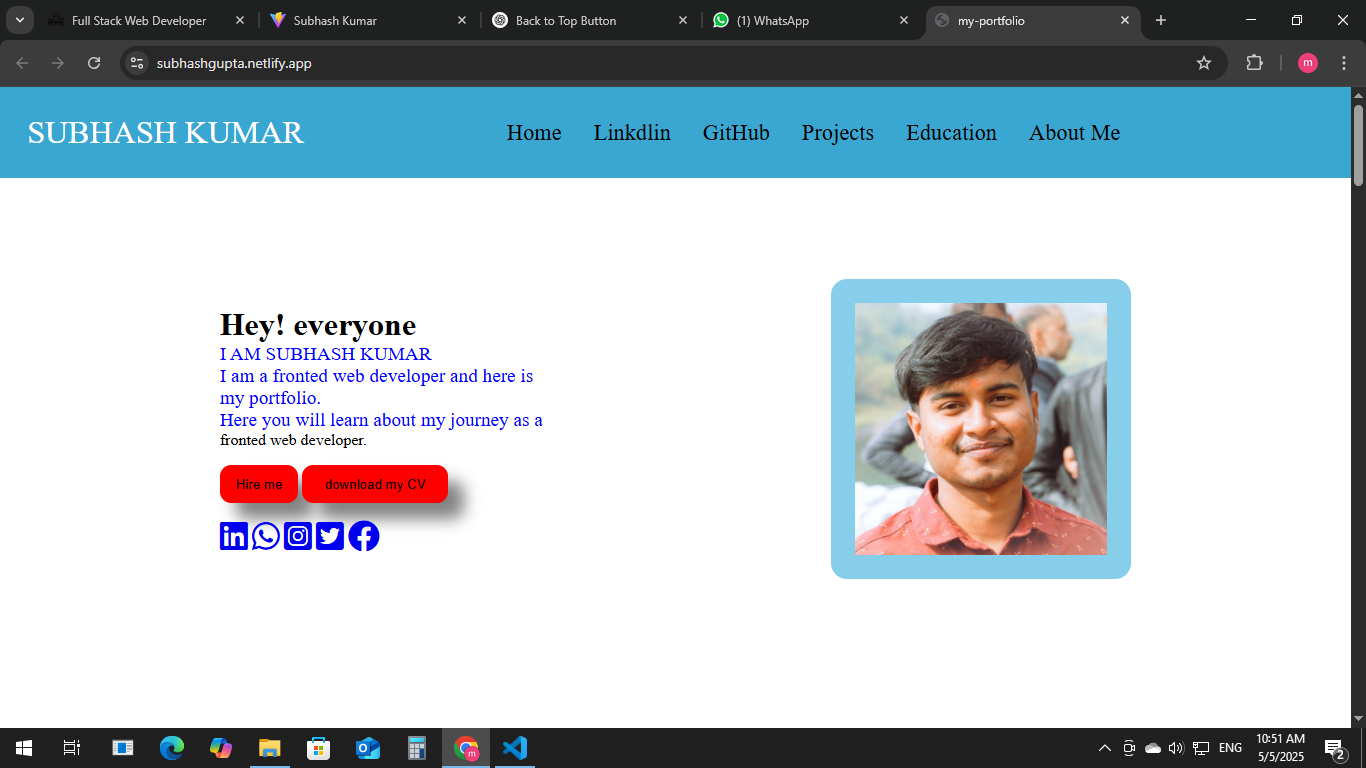 Full Stack Web Developer
Subhash Kumar
Back to Top Button
(1) WhatsApp
my-portfolio
subhashgupta.netlify.app
m
SUBHASH KUMAR
Home Linkdlin GitHub Projects Education About Me
Hey! everyone
I AM SUBHASH KUMAR
I am a fronted web developer and here is
my portfolio.
Here you will learn about my journey as a
fronted web developer.
Hire me download my CV
in
m
ENG
10:51 AM
5/5/2025
2